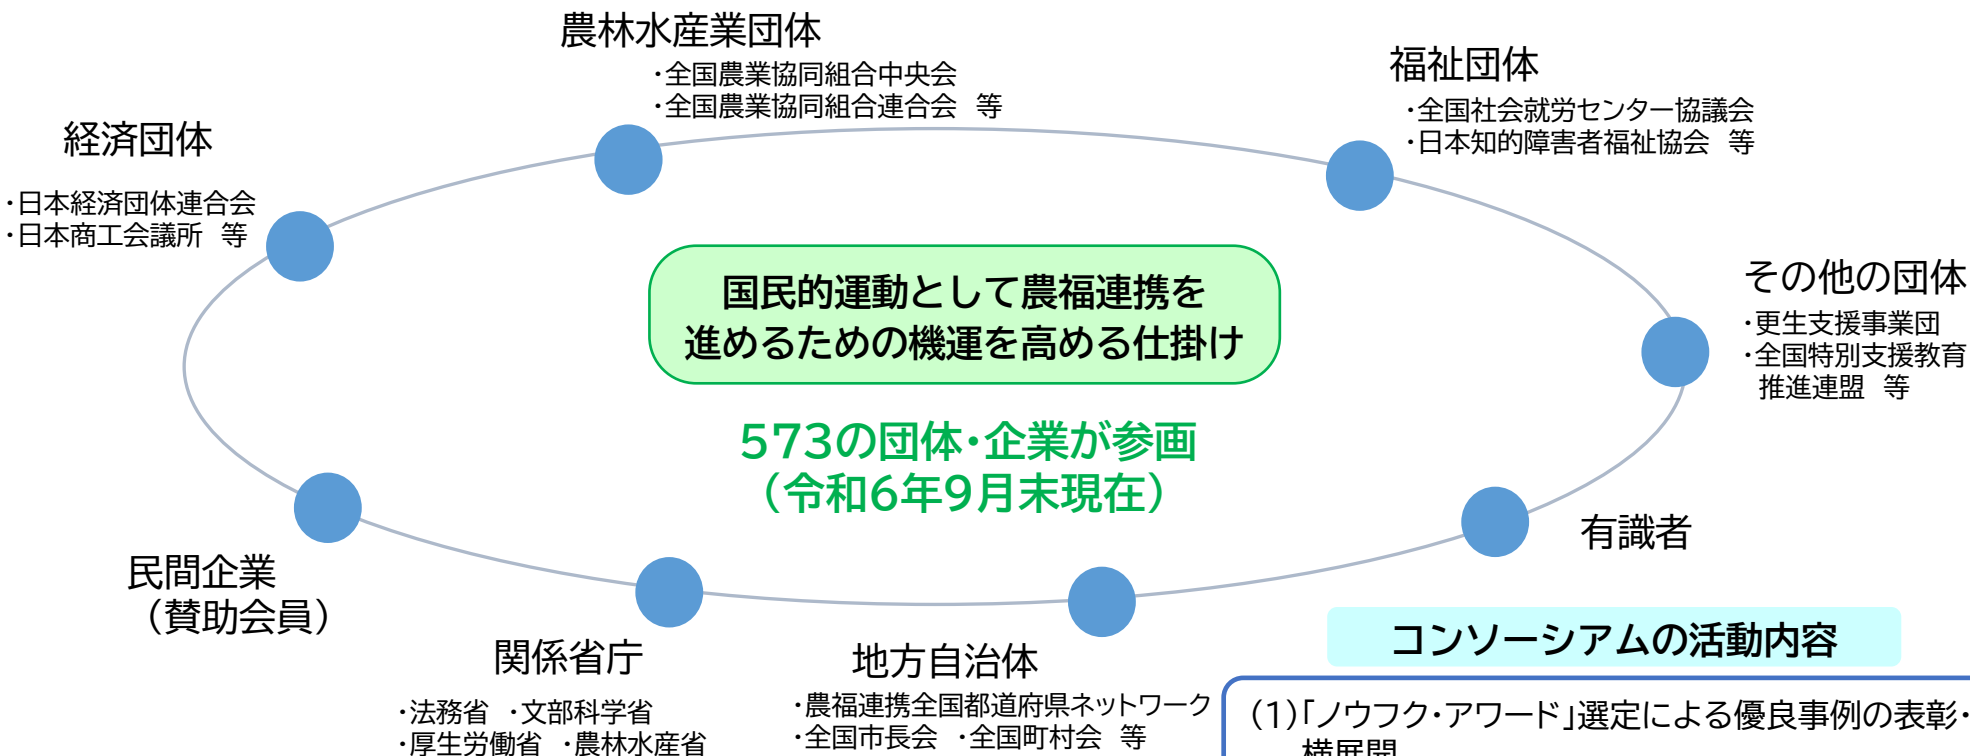 農林水産業団体
・全国農業協同組合中央会
・全国農業協同組合連合会 等
福祉団体
・全国社会就労センター協議会
・日本知的障害者福祉協会 等
経済団体
・日本経済団体連合会
・日本商工会議所 等
国民的運動として農福連携を
進めるための機運を高める仕掛け
その他の団体
・更生支援事業団
・全国特別支援教育
推進連盟 等
573の団体・企業が参画
（令和6年9月末現在）
有識者
民間企業
（賛助会員）
関係省庁
・法務省 ・文部科学省
・厚生労働省 ・農林水産省
地方自治体
・農福連携全国都道府県ネットワーク
・全国市長会 ・全国町村会 等
コンソーシアムの活動内容
（1）「ノウフク・アワード」選定による優良事例の表彰・
横展開